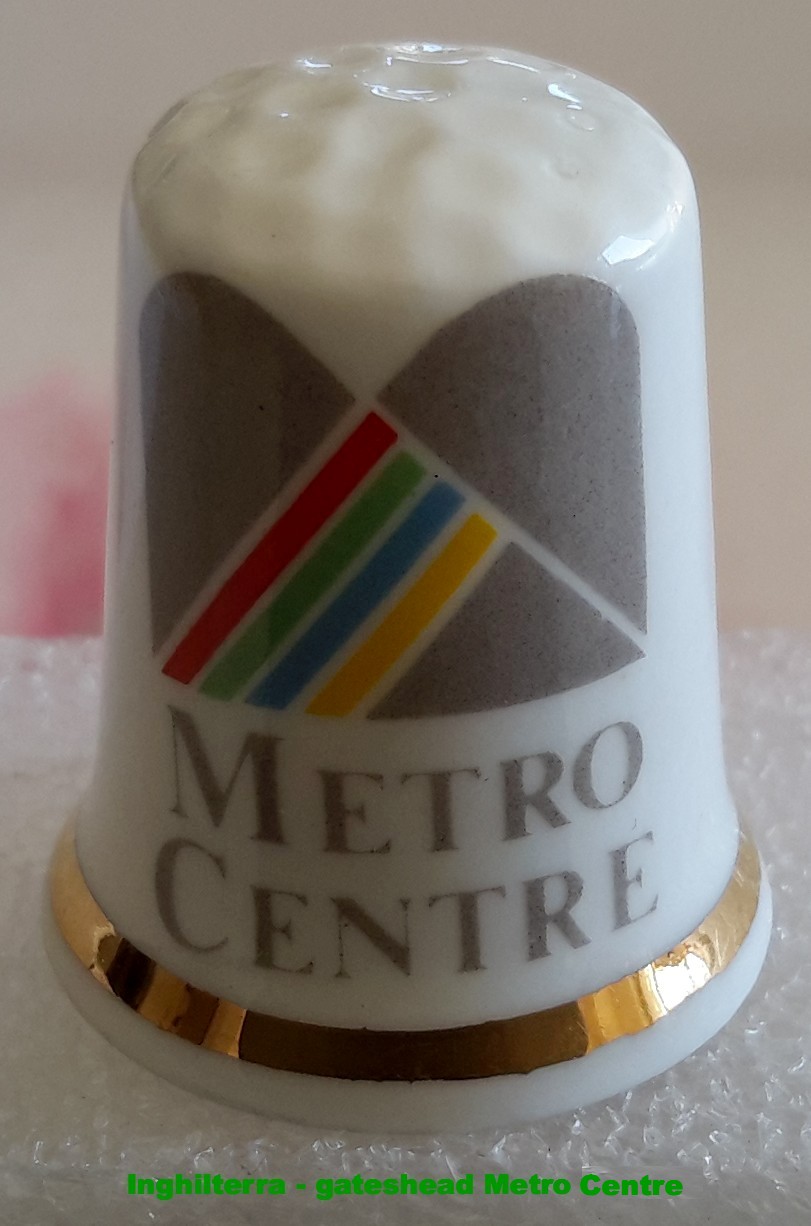 METRO
CENTRE
Inghilterra - gateshead Metro Centre